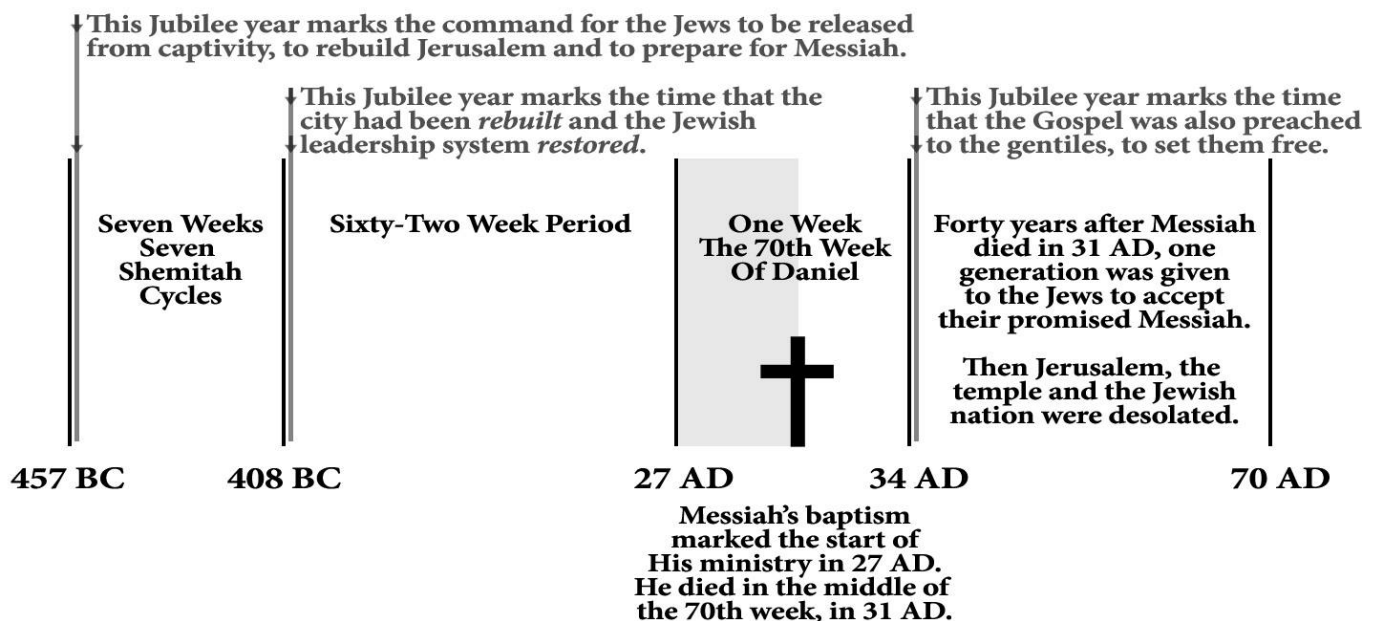 This Jubilee year marks the command for the Jews to be released
from captivity, to rebuild Jerusalem and to prepare for Messiah.
This Jubilee year marks the time that the
city had been rebuilt and the Jewish
leadership system restored.
This Jubilee year marks the time
that the Gospel was also preached
to the gentiles, to set them free.
Seven Weeks
Seven
Shemitah
Cycles
Sixty-Two Week Period
One Week
The 70th Week
Of Daniel
Forty years after Messiah
died in 31 AD, one
generation was given
to the Jews to accept
their promised Messiah.
Then Jerusalem, the
temple and the Jewish
nation were desolated.
457 BC
408 BC
27 AD
34 AD
70 AD
Messiah's baptism
marked the start of
His ministry in 27 AD.
He died in the middle of
the 70th week, in 31 AD.